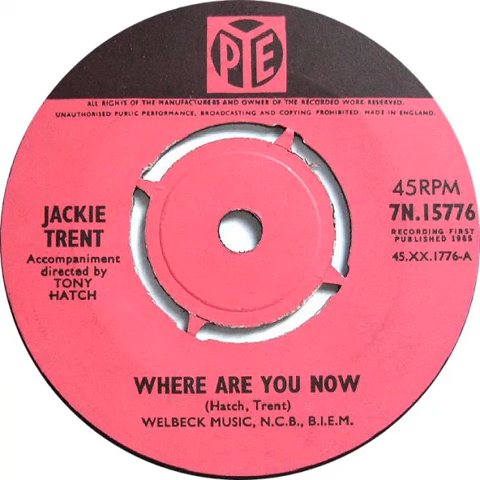 PYE
ALL RIGHTS OF THE MANUFACTURERS AND OWNER OF THE RECORDED WORK RESERVED.
UNAUTHORISED PUBLIC PERFORMANCE, BROADCASTING AND COPYING PROHIBITED. MADE IN ENGLAND.
JACKIE
TRENT
Accompaniment
directed by
TONY
HATCH
45RPM
7N.15776
RECORDING FIRST
PUBLISHED 1965
45.XX.1776-A
WHERE ARE YOU NOW
(Hatch, Trent)
WELBECK MUSIC, N.C.B., B.I.E.M.